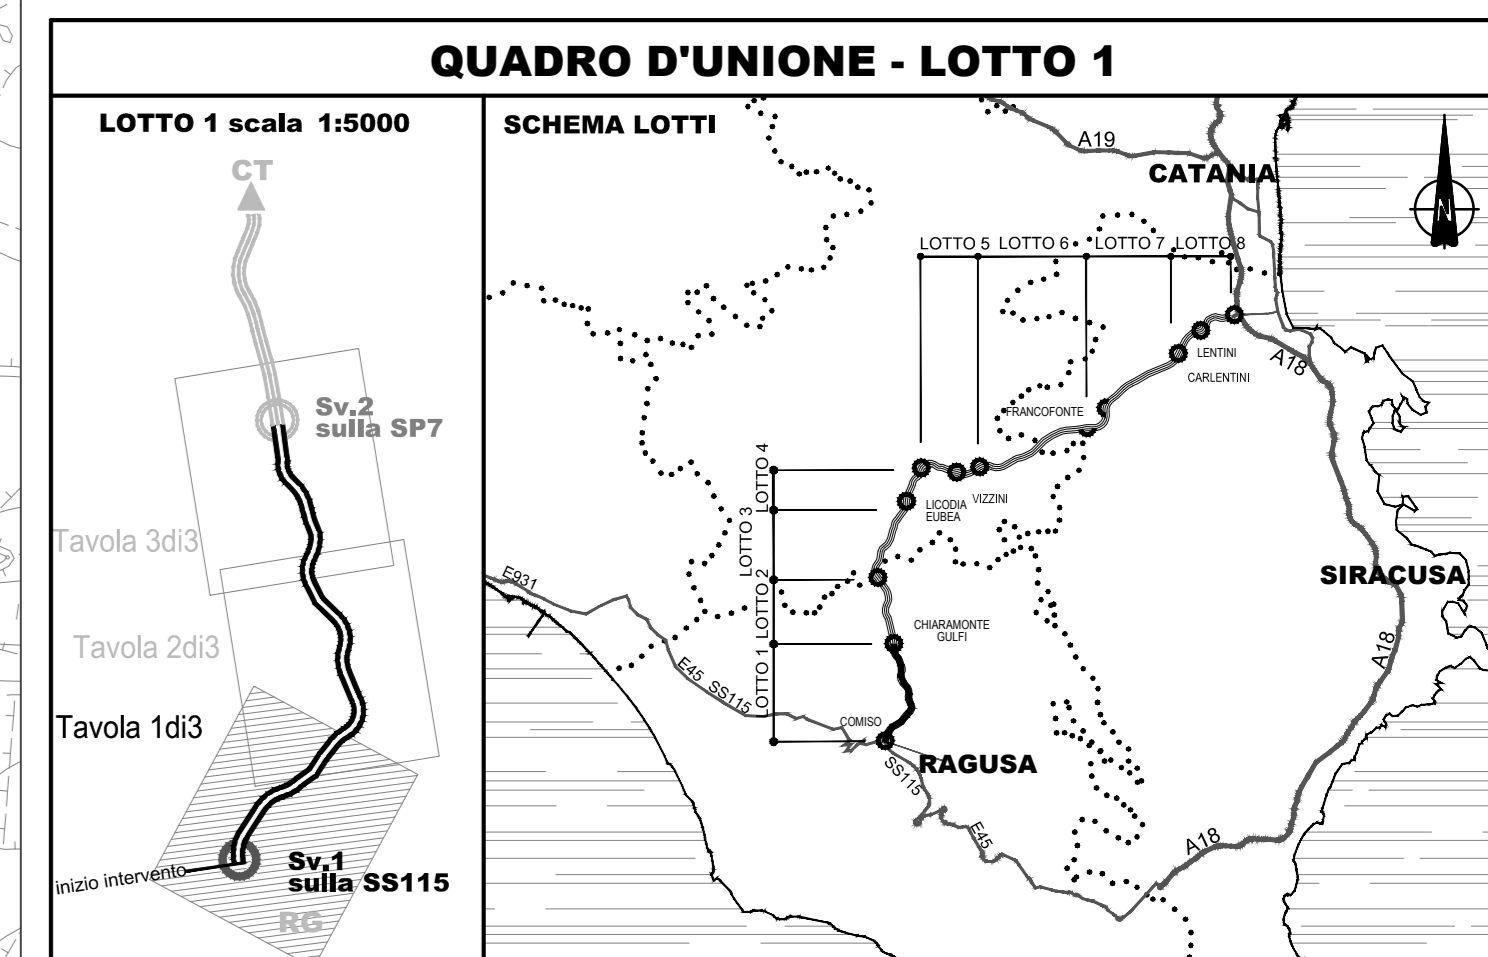 QUADRO D'UNIONE - LOTTO 1
LOTTO 1 scala 1:5000
CT
Sv.2
sulla SP7
Tavola 3di3
Tavola 2di3
Tavola 1di3
inizio intervento
Sv.1
sulla SS115
RG
SCHEMA LOTTI
A19
CATANIA
N
LOTTO 5
LOTTO 6
LOTTO 7
LOTTO 8
LENTINI
CARLENTINI
A18
FRANCOFONTE
LOTTO 4
LOTTO 3
LOTTO 2
LOTTO 1
VIZZINI
LICODIA
EUBEA
E931
SIRACUSA
CHIARAMONTE
GULFI
A18
E45 SS115
COMISO
RAGUSA
SS115
E45
A18